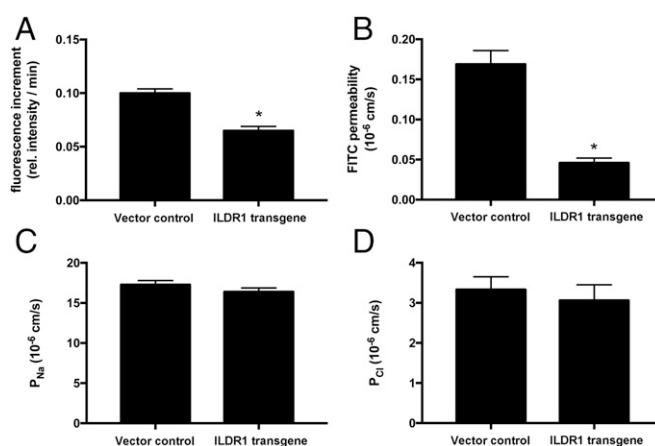 A
fluorescence increment
(rel. intensity / min)
0.15
0.10
0.05
0.00
*
Vector control ILDR1 transgene
B
FITC permeability
(10⁻⁶ cm/s)
0.20
0.15
0.10
0.05
0.00
*
Vector control ILDR1 transgene
C
P_Na (10⁻⁶ cm/s)
20
15
10
5
0
Vector control ILDR1 transgene
D
P_Cl (10⁻⁶ cm/s)
4
3
2
1
0
Vector control ILDR1 transgene